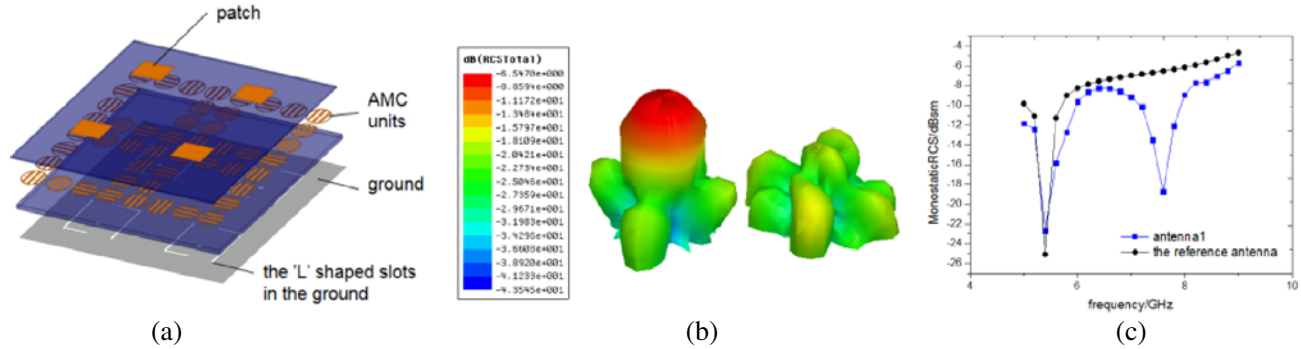 patch
AMC
units
ground
the 'L' shaped slots
in the ground
(a)
dB(RCSTotal)
-6.5470e+000
-8.8594e+000
-1.1172e+001
-1.3484e+001
-1.5797e+001
-1.8109e+001
-2.0421e+001
-2.2734e+001
-2.5046e+001
-2.7359e+001
-2.9671e+001
-3.1983e+001
-3.4296e+001
-3.6608e+001
-3.8920e+001
-4.1233e+001
-4.3545e+001
(b)
MonostaticRCS/dBsm
-4
-6
-8
-10
-12
-14
-16
-18
-20
-22
-24
-26
antenna1
the reference antenna
4
6
8
10
frequency/GHz
(c)